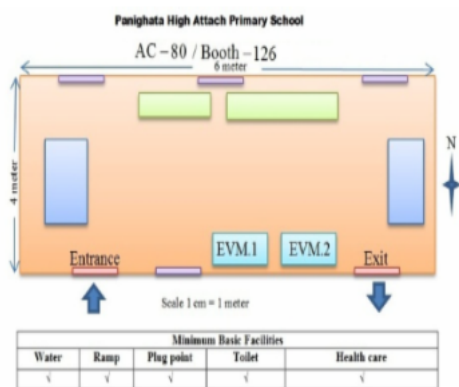 Panighata High Attach Primary School
AC -80 / Booth -126
6 meter
4 meter
N
EVM.1
EVM.2
Entrance
Exit
Scale 1 cm = 1 meter
Minimum Basic Facilities
Water Ramp Plug point Toilet Health care
√ √ √ √ √